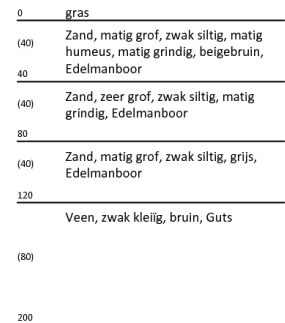 0 gras
(40) Zand, matig grof, zwak siltig, matig
humeus, matig grindig, beigebruin,
Edelmanboor
40
(40) Zand, zeer grof, zwak siltig, matig
grindig, Edelmanboor
80
(40) Zand, matig grof, zwak siltig, grijs,
Edelmanboor
120
Veen, zwak kleiïg, bruin, Guts
(80)
200